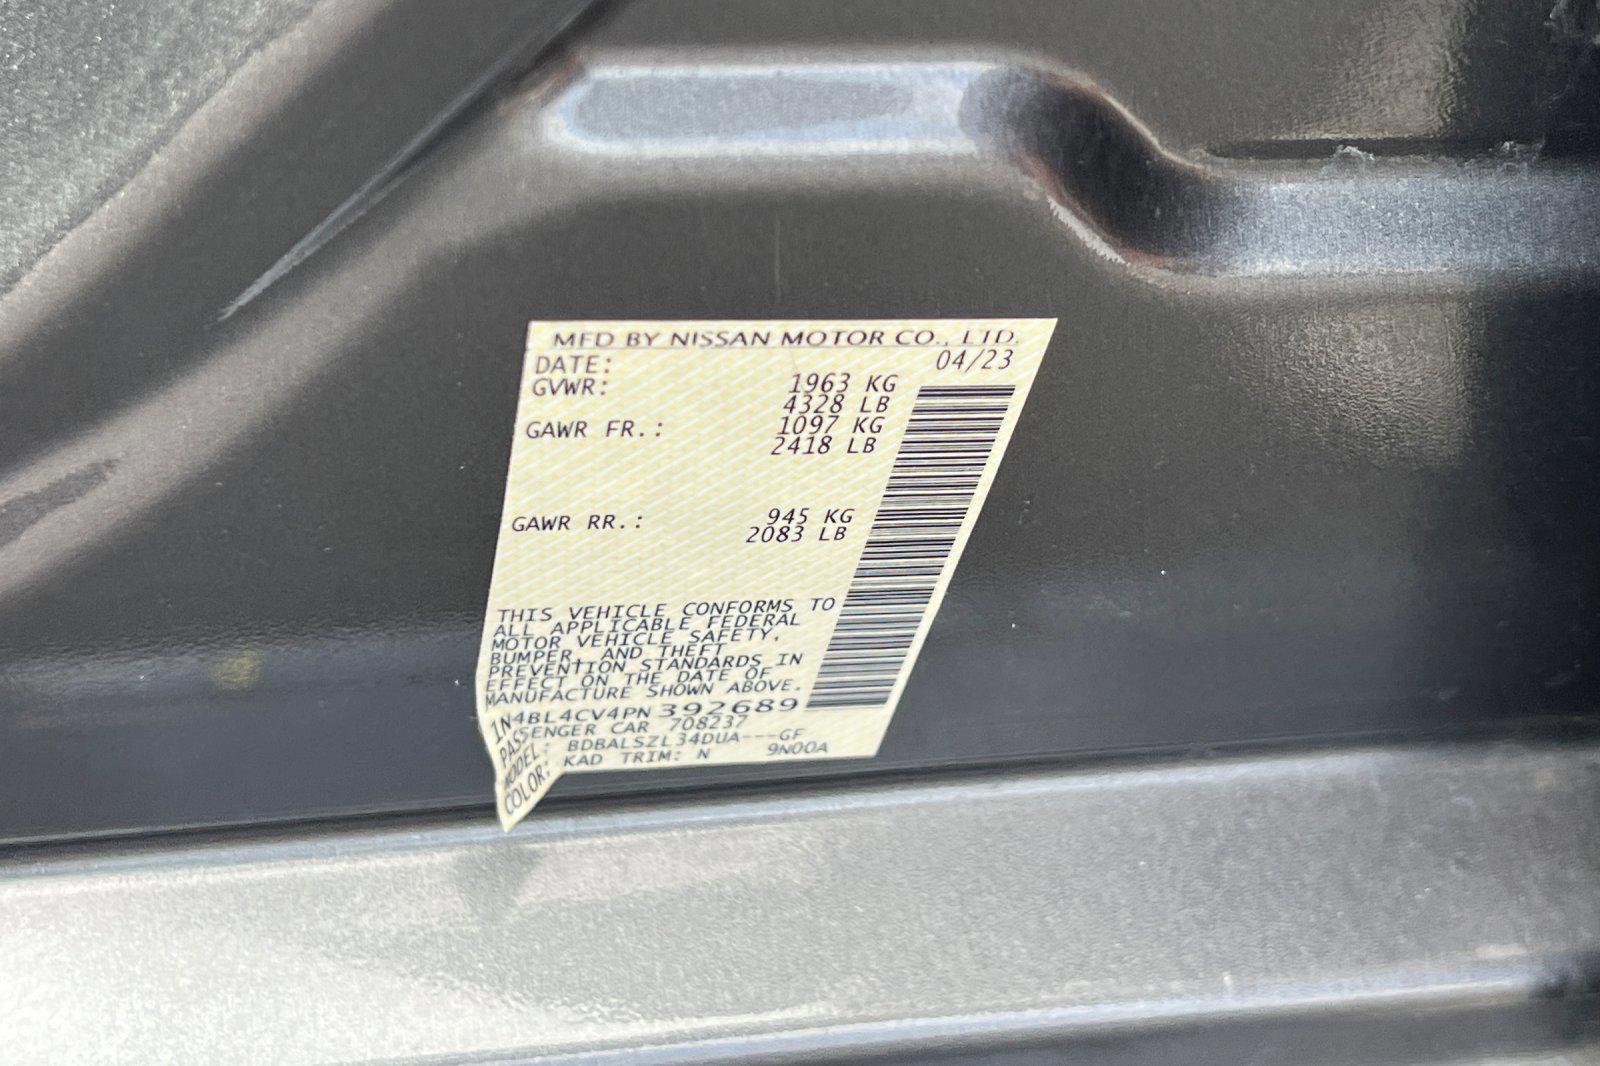 MFD BY NISSAN MOTOR CO., LTD.
DATE: 04/23
GVWR: 1963 KG
4328 LB
GAWR FR.: 1097 KG
2418 LB
GAWR RR.: 945 KG
2083 LB
THIS VEHICLE CONFORMS TO
ALL APPLICABLE FEDERAL
MOTOR VEHICLE SAFETY,
BUMPER, AND THEFT
PREVENTION STANDARDS IN
EFFECT ON THE DATE OF
MANUFACTURE SHOWN ABOVE.
1N4BL4CV4PN392689
PASSENGER CAR 708237
MODEL: BDBALSZL34DUA---GF
COLOR: KAD TRIM: N 9N00A